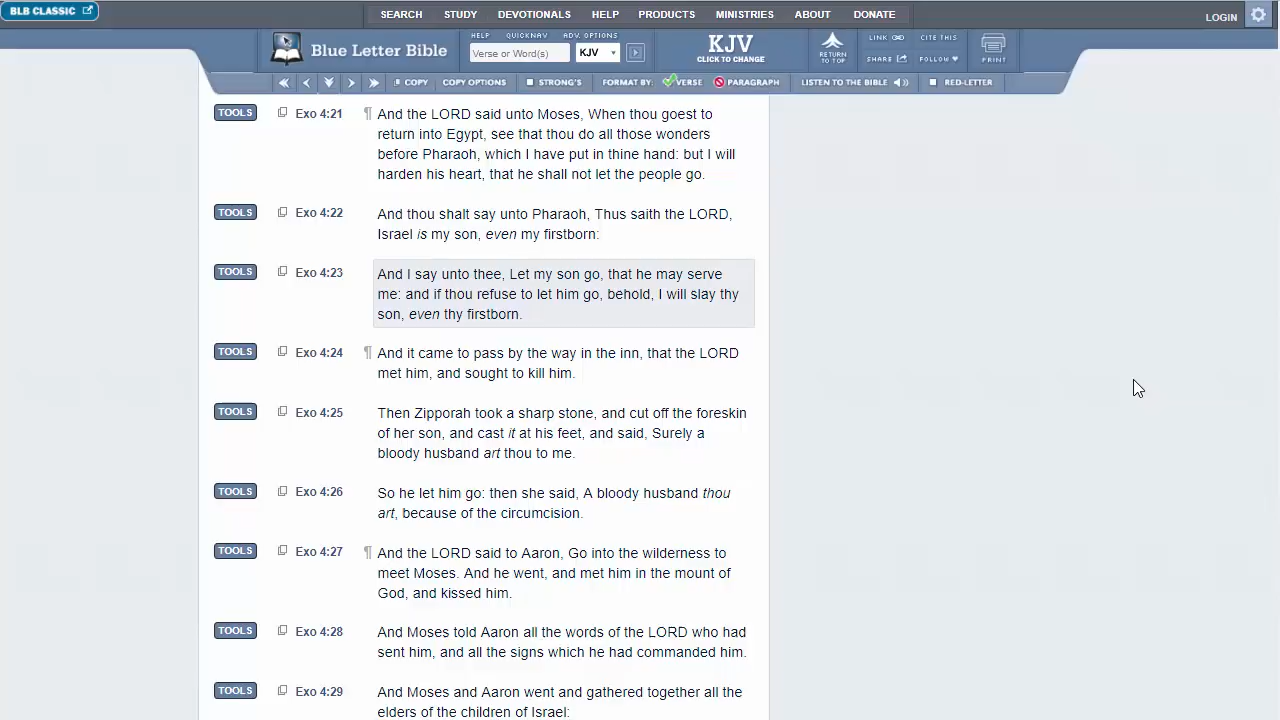 BLB CLASSIC
SEARCH STUDY DEVOTIONALS HELP PRODUCTS MINISTRIES ABOUT DONATE
LOGIN
Blue Letter Bible
HELP QUICKNAV ADV. OPTIONS
Verse or Word(s) KJV
KJV
CLICK TO CHANGE
RETURN
TO TOP
LINK CITE THIS
SHARE FOLLOW
PRINT
COPY COPY OPTIONS STRONG'S FORMAT BY: VERSE PARAGRAPH LISTEN TO THE BIBLE RED-LETTER
TOOLS Exo 4:21 ¶ And the LORD said unto Moses, When thou goest to
return into Egypt, see that thou do all those wonders
before Pharaoh, which I have put in thine hand: but I will
harden his heart, that he shall not let the people go.
TOOLS Exo 4:22 And thou shalt say unto Pharaoh, Thus saith the LORD,
Israel is my son, even my firstborn:
TOOLS Exo 4:23 And I say unto thee, Let my son go, that he may serve
me: and if thou refuse to let him go, behold, I will slay thy
son, even thy firstborn.
TOOLS Exo 4:24 ¶ And it came to pass by the way in the inn, that the LORD
met him, and sought to kill him.
TOOLS Exo 4:25 Then Zipporah took a sharp stone, and cut off the foreskin
of her son, and cast it at his feet, and said, Surely a
bloody husband art thou to me.
TOOLS Exo 4:26 So he let him go: then she said, A bloody husband thou
art, because of the circumcision.
TOOLS Exo 4:27 ¶ And the LORD said to Aaron, Go into the wilderness to
meet Moses. And he went, and met him in the mount of
God, and kissed him.
TOOLS Exo 4:28 And Moses told Aaron all the words of the LORD who had
sent him, and all the signs which he had commanded him.
TOOLS Exo 4:29 And Moses and Aaron went and gathered together all the
elders of the children of Israel: